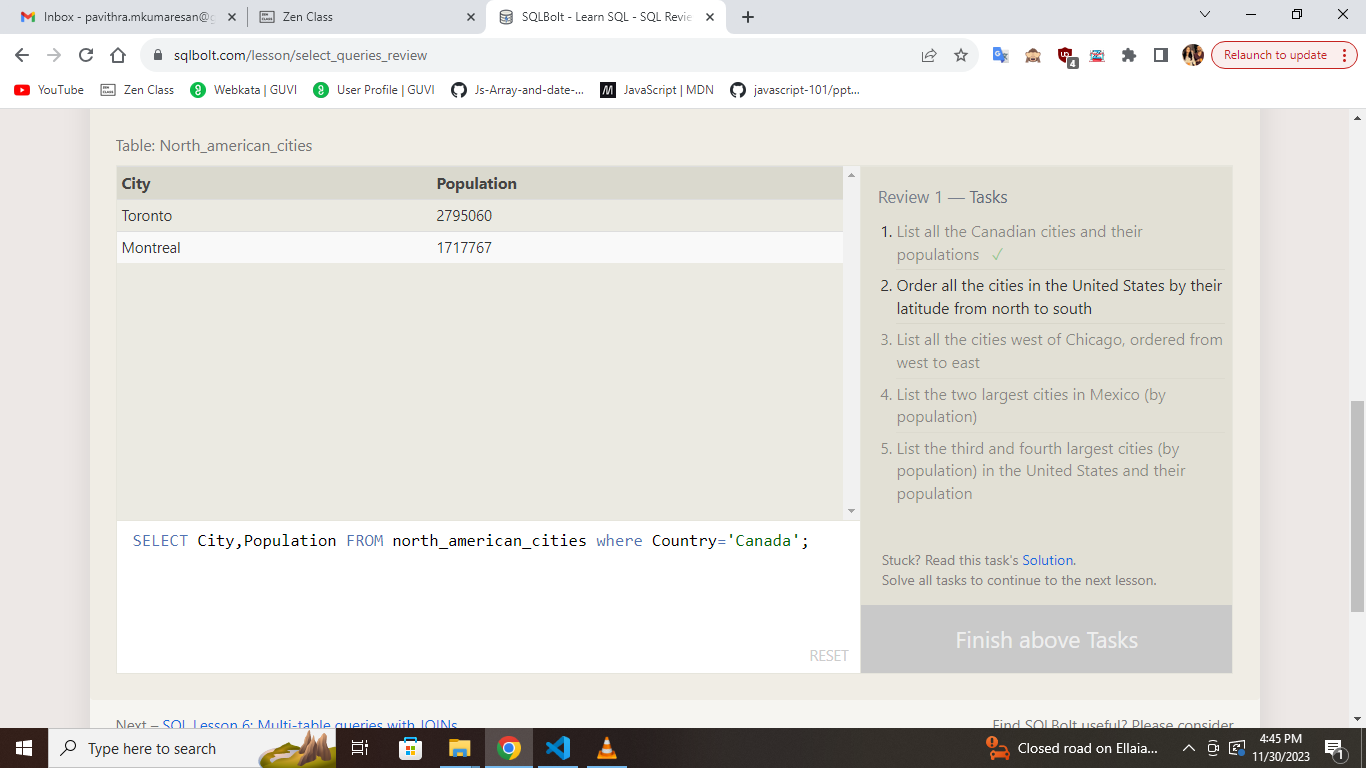 Inbox - pavithra.mkumaresan@g
Zen Class
SQLBolt - Learn SQL - SQL Revie
sqlbolt.com/lesson/select_queries_review
4
Relaunch to update
YouTube
Zen Class
Webkata | GUVI
User Profile | GUVI
Js-Array-and-date-...
JavaScript | MDN
javascript-101/ppt...
Table: North_american_cities
City Population
Toronto 2795060
Montreal 1717767
SELECT City,Population FROM north_american_cities where Country='Canada';
RESET
Review 1 — Tasks
1. List all the Canadian cities and their
populations ✓
2. Order all the cities in the United States by their
latitude from north to south
3. List all the cities west of Chicago, ordered from
west to east
4. List the two largest cities in Mexico (by
population)
5. List the third and fourth largest cities (by
population) in the United States and their
population
Stuck? Read this task's Solution.
Solve all tasks to continue to the next lesson.
Finish above Tasks
Next – SQL Lesson 6: Multi-table queries with JOINs
Find SQLBolt useful? Please consider
Type here to search
Closed road on Ellaia...
4:45 PM
11/30/2023
1